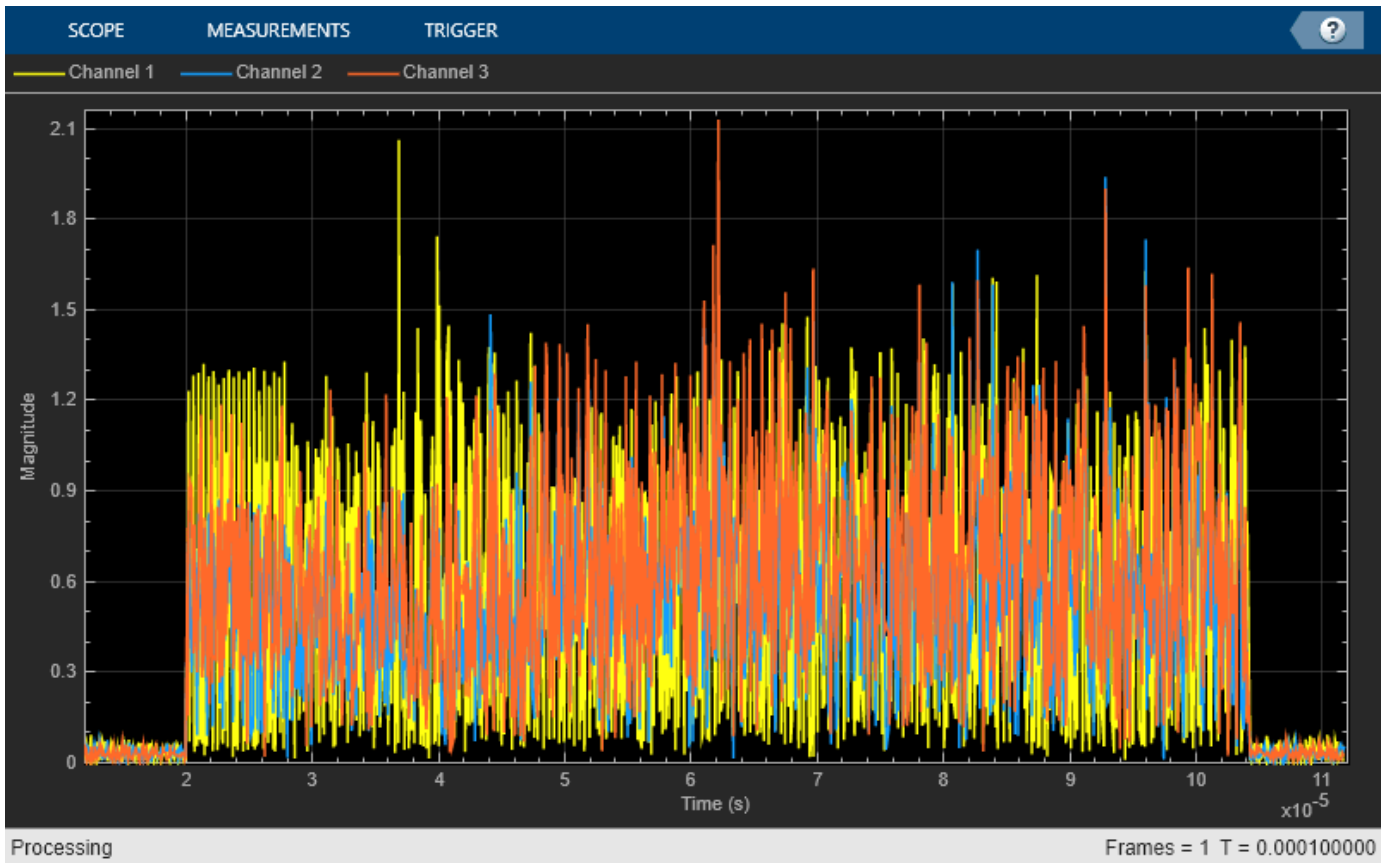 SCOPE MEASUREMENTS TRIGGER ?
Channel 1 Channel 2 Channel 3
2.1
1.8
1.5
1.2
0.9
0.6
0.3
0
Magnitude
2 3 4 5 6 7 8 9 10 11
Time (s)
x10-5
Processing Frames = 1 T = 0.000100000